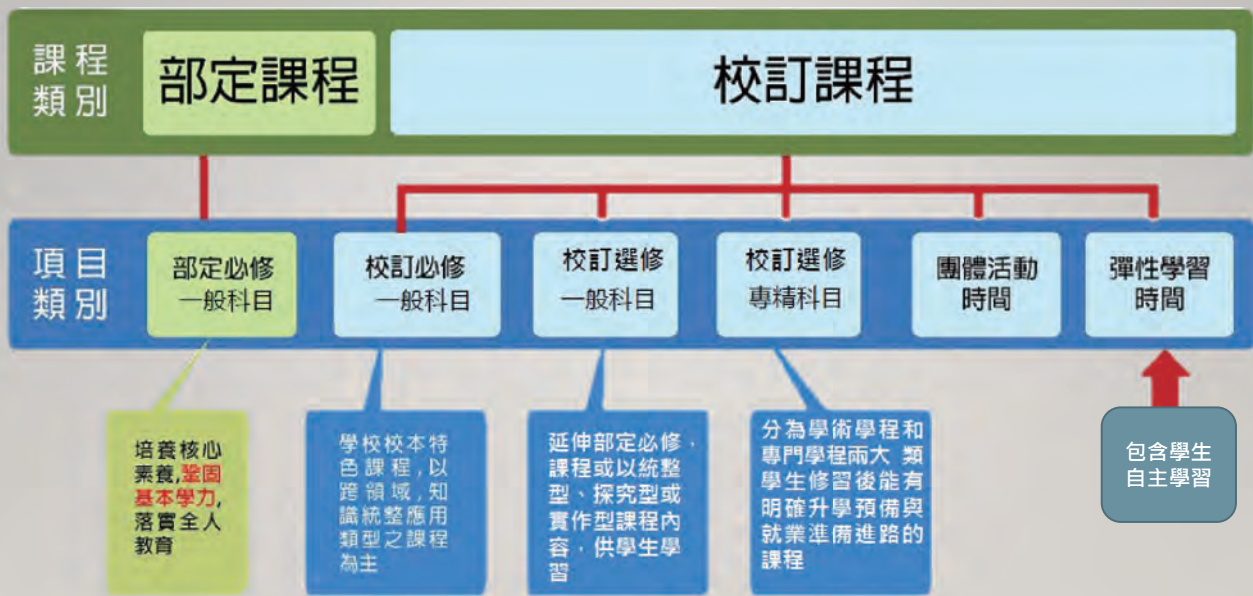 課程
類別
部定課程
校訂課程
項目
類別
部定必修
一般科目
校訂必修
一般科目
校訂選修
一般科目
校訂選修
專精科目
團體活動
時間
彈性學習
時間
培養核心
素養,鞏固
基本學力,
落實全人
教育
學校校本特
色課程,以
跨領域,知
識統整應用
類型之課程
為主
延伸部定必修,
課程或以統整
型、探究型或
實作型課程內
容,供學生學
習
分為學術學程和
專門學程兩大 類
學生修習後能有
明確升學預備與
就業準備進路的
課程
包含學生
自主學習